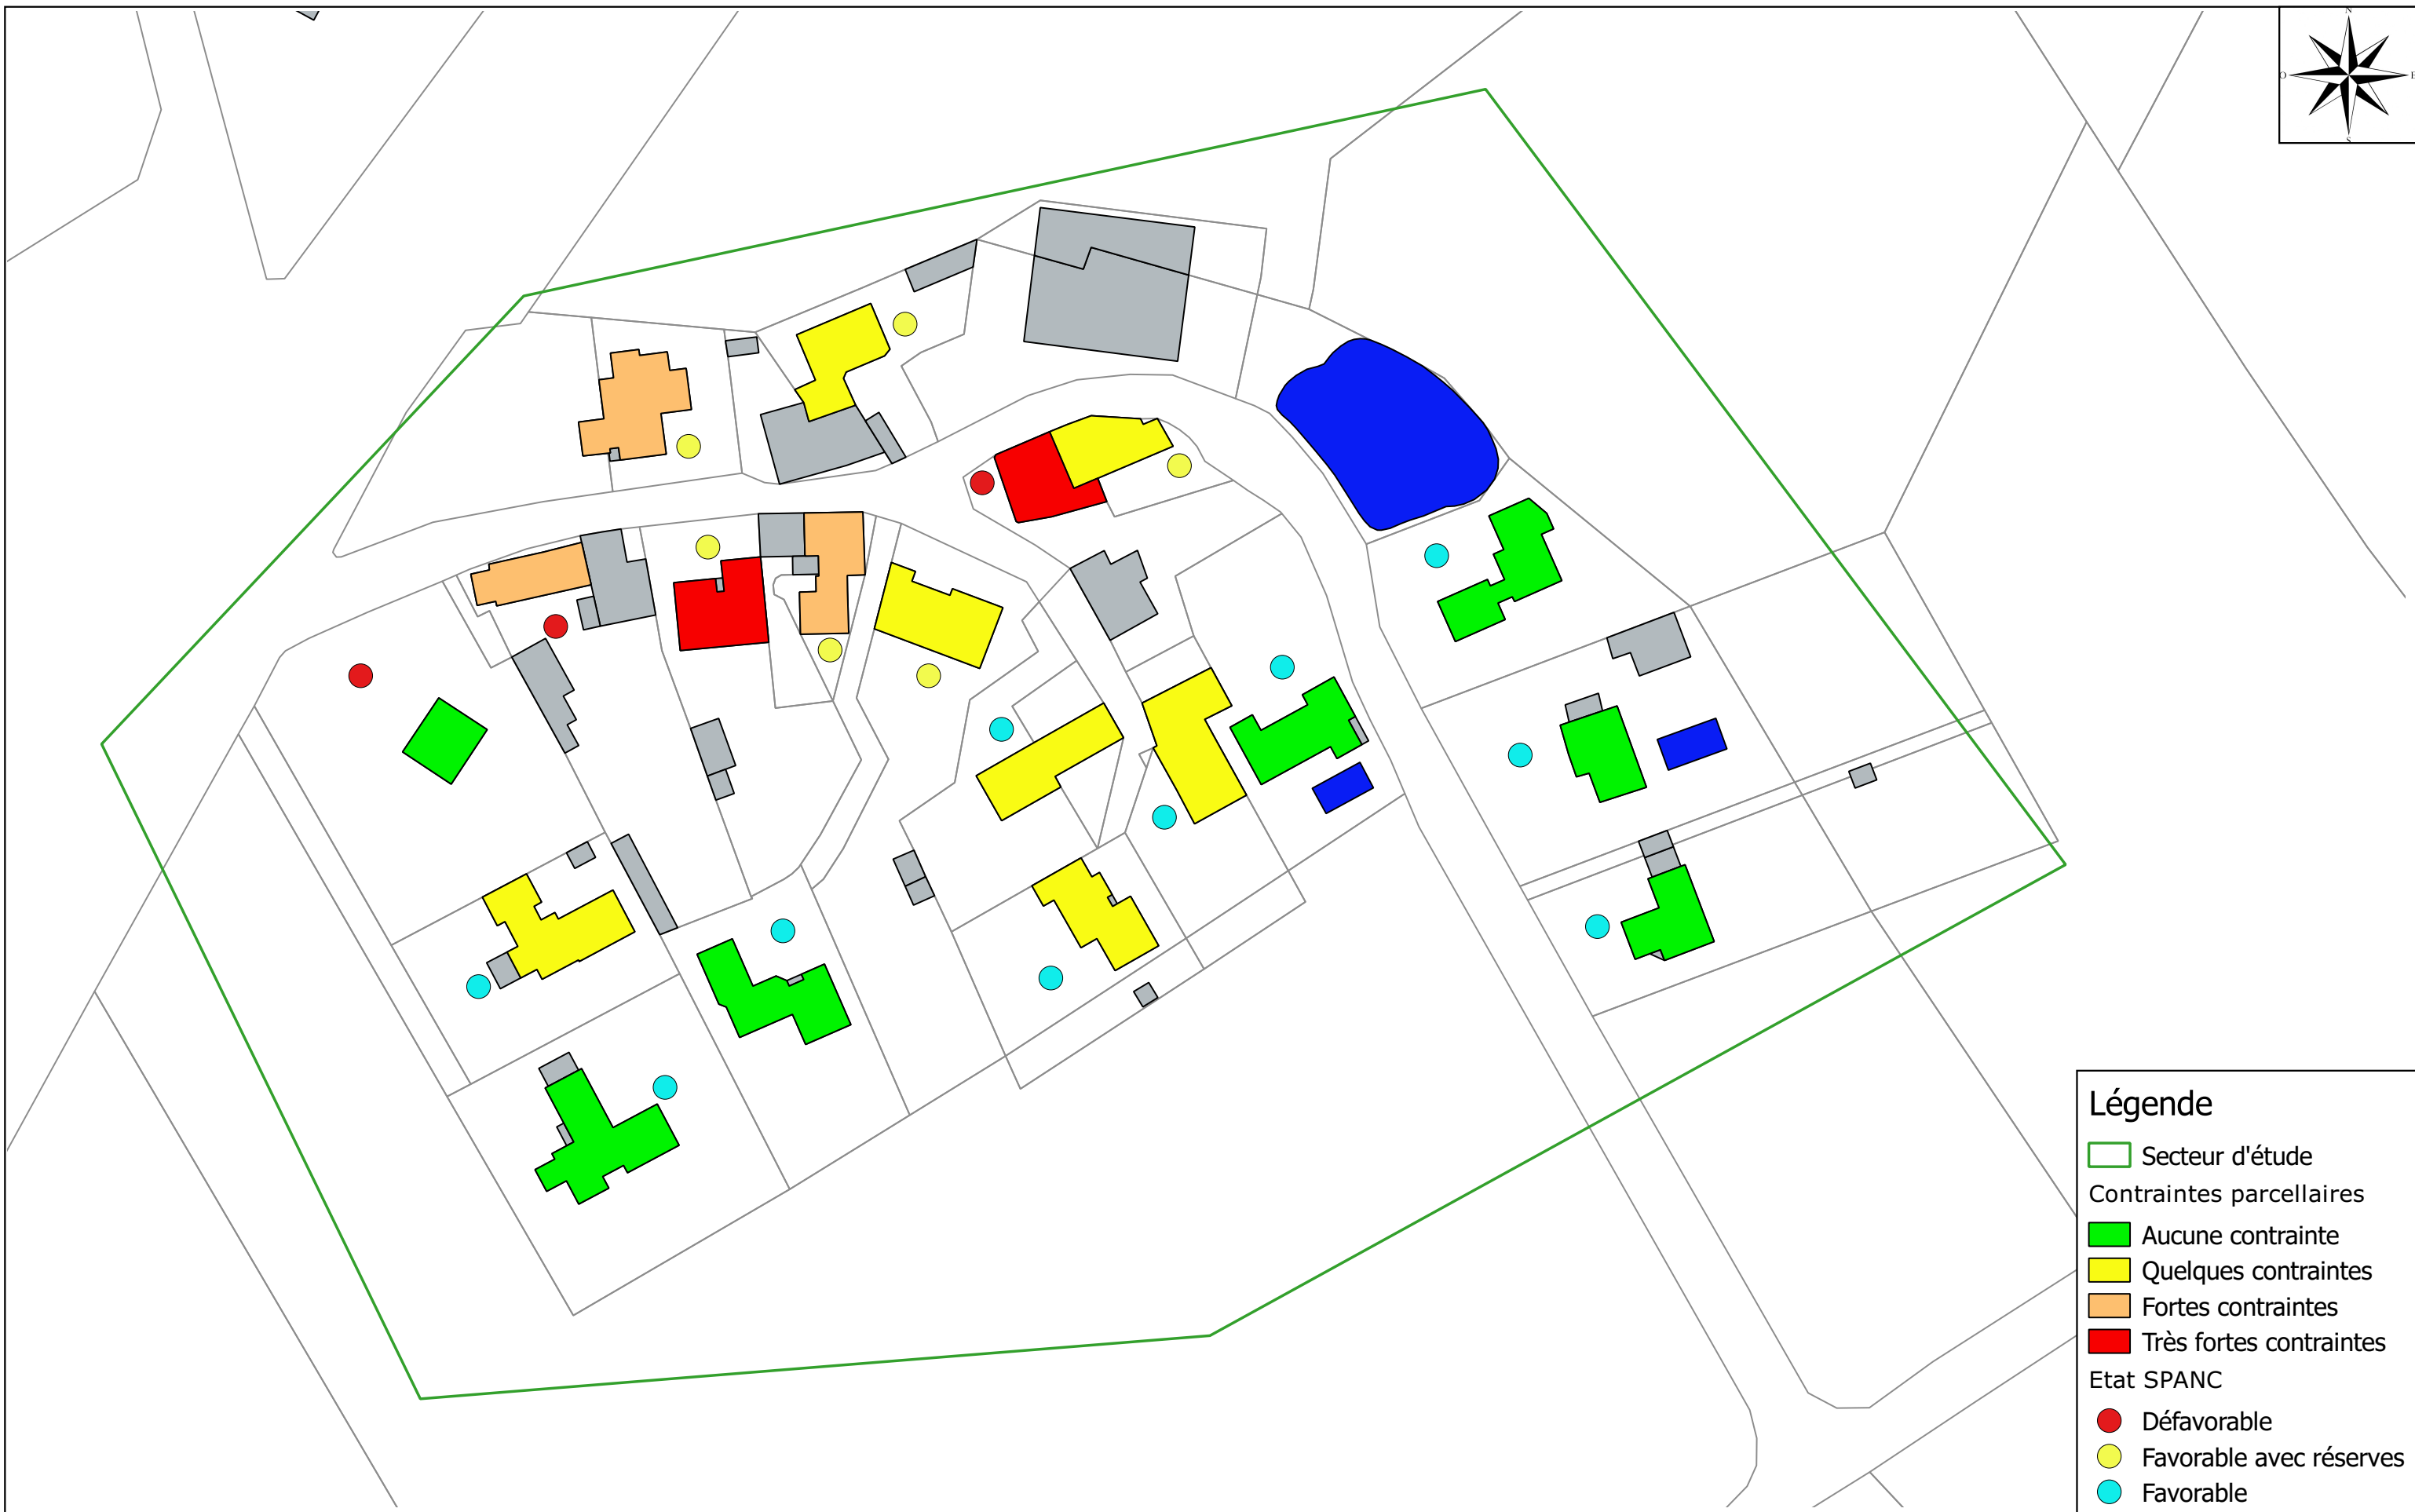 N
O
E
S
Légende
Secteur d'étude
Contraintes parcellaires
Aucune contrainte
Quelques contraintes
Fortes contraintes
Très fortes contraintes
Etat SPANC
Défavorable
Favorable avec réserves
Favorable